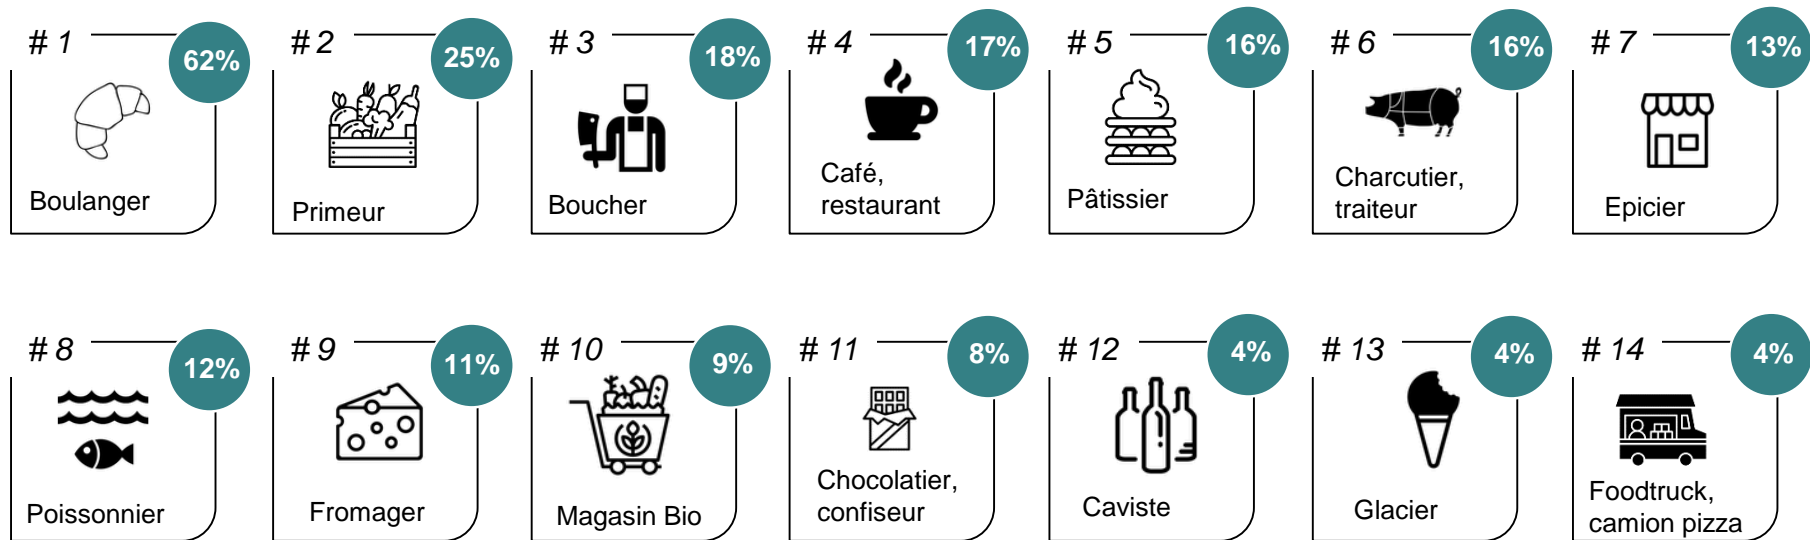 # 1
62%
Boulanger
# 2
25%
Primeur
# 3
18%
Boucher
# 4
17%
Café,
restaurant
# 5
16%
Pâtissier
# 6
16%
Charcutier,
traiteur
# 7
13%
Epicier
# 8
12%
Poissonnier
# 9
11%
Fromager
# 10
9%
Magasin Bio
# 11
8%
Chocolatier,
confiseur
# 12
4%
Caviste
# 13
4%
Glacier
# 14
4%
Foodtruck,
camion pizza